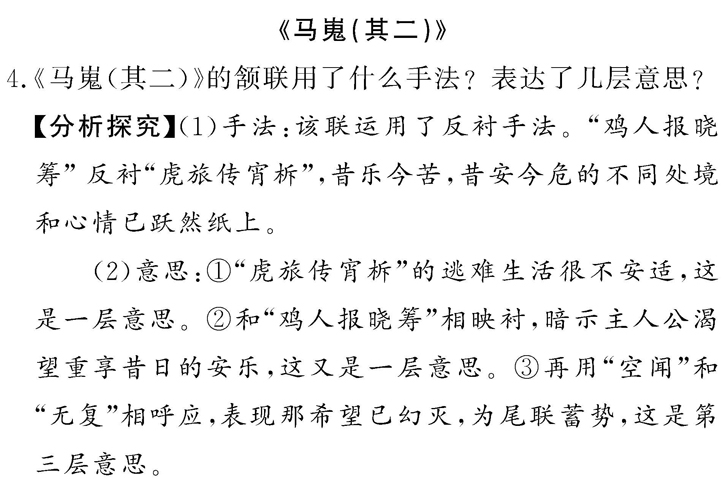 《马嵬(其二)》
4.《马嵬(其二)》的颔联用了什么手法? 表达了几层意思?
【分析探究】(1)手法:该联运用了反衬手法。“鸡人报晓
筹”反衬“虎旅传宵柝”,昔乐今苦,昔安今危的不同处境
和心情已跃然纸上。
(2)意思:①“虎旅传宵柝”的逃难生活很不安适,这
是一层意思。②和“鸡人报晓筹”相映衬,暗示主人公渴
望重享昔日的安乐,这又是一层意思。③再用“空闻”和
“无复”相呼应,表现那希望已幻灭,为尾联蓄势,这是第
三层意思。